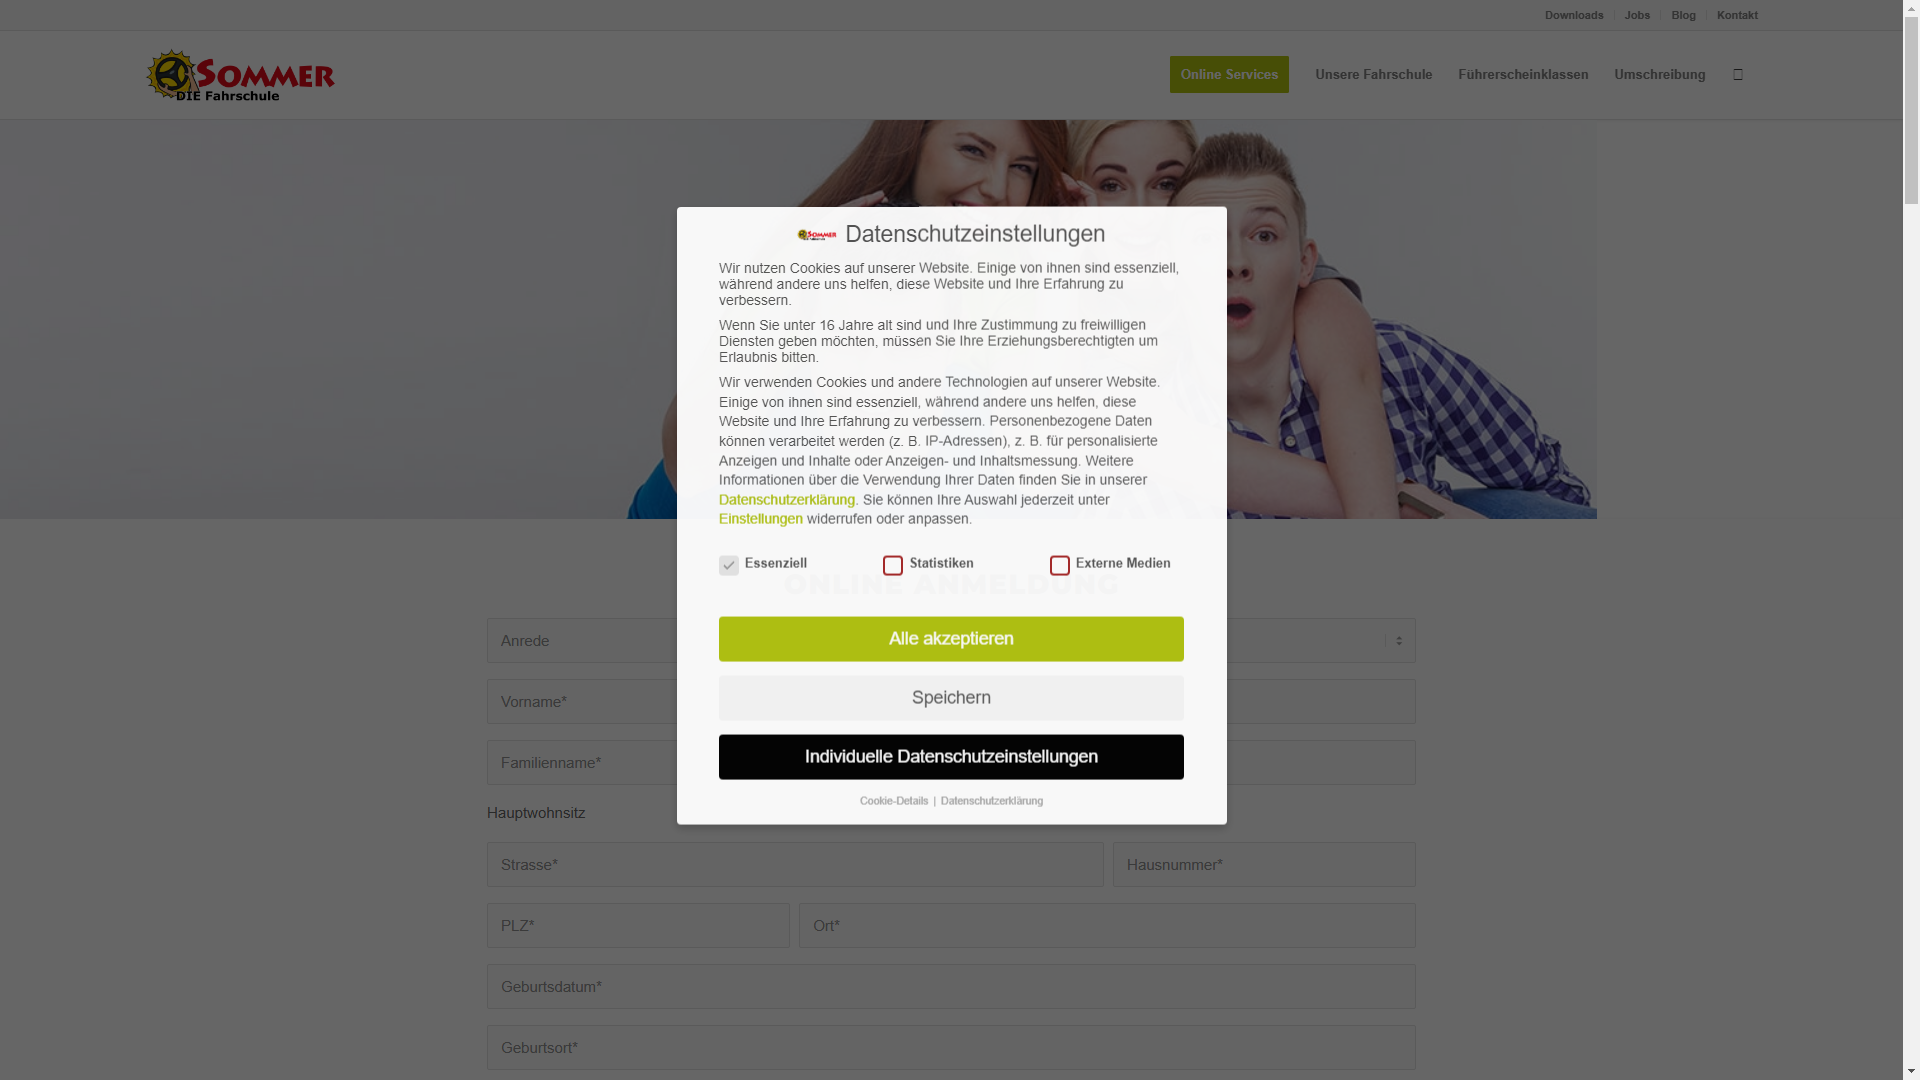 Downloads
Jobs
Blog
Kontakt
SOMMER
DIE Fahrschule
Online Services
Unsere Fahrschule
Führerscheinklassen
Umschreibung
SOMMER
Datenschutzeinstellungen
Wir nutzen Cookies auf unserer Website. Einige von ihnen sind essenziell,
während andere uns helfen, diese Website und Ihre Erfahrung zu
verbessern.
Wenn Sie unter 16 Jahre alt sind und Ihre Zustimmung zu freiwilligen
Diensten geben möchten, müssen Sie Ihre Erziehungsberechtigten um
Erlaubnis bitten.
Wir verwenden Cookies und andere Technologien auf unserer Website.
Einige von ihnen sind essenziell, während andere uns helfen, diese
Website und Ihre Erfahrung zu verbessern. Personenbezogene Daten
können verarbeitet werden (z. B. IP-Adressen), z. B. für personalisierte
Anzeigen und Inhalte oder Anzeigen- und Inhaltsmessung. Weitere
Informationen über die Verwendung Ihrer Daten finden Sie in unserer
Datenschutzerklärung. Sie können Ihre Auswahl jederzeit unter
Einstellungen widerrufen oder anpassen.
Essenziell
Statistiken
Externe Medien
ONLINE ANMELDUNG
Alle akzeptieren
Speichern
Individuelle Datenschutzeinstellungen
Cookie-Details | Datenschutzerklärung
Anrede
Vorname*
Familienname*
Hauptwohnsitz
Strasse*
Hausnummer*
PLZ*
Ort*
Geburtsdatum*
Geburtsort*